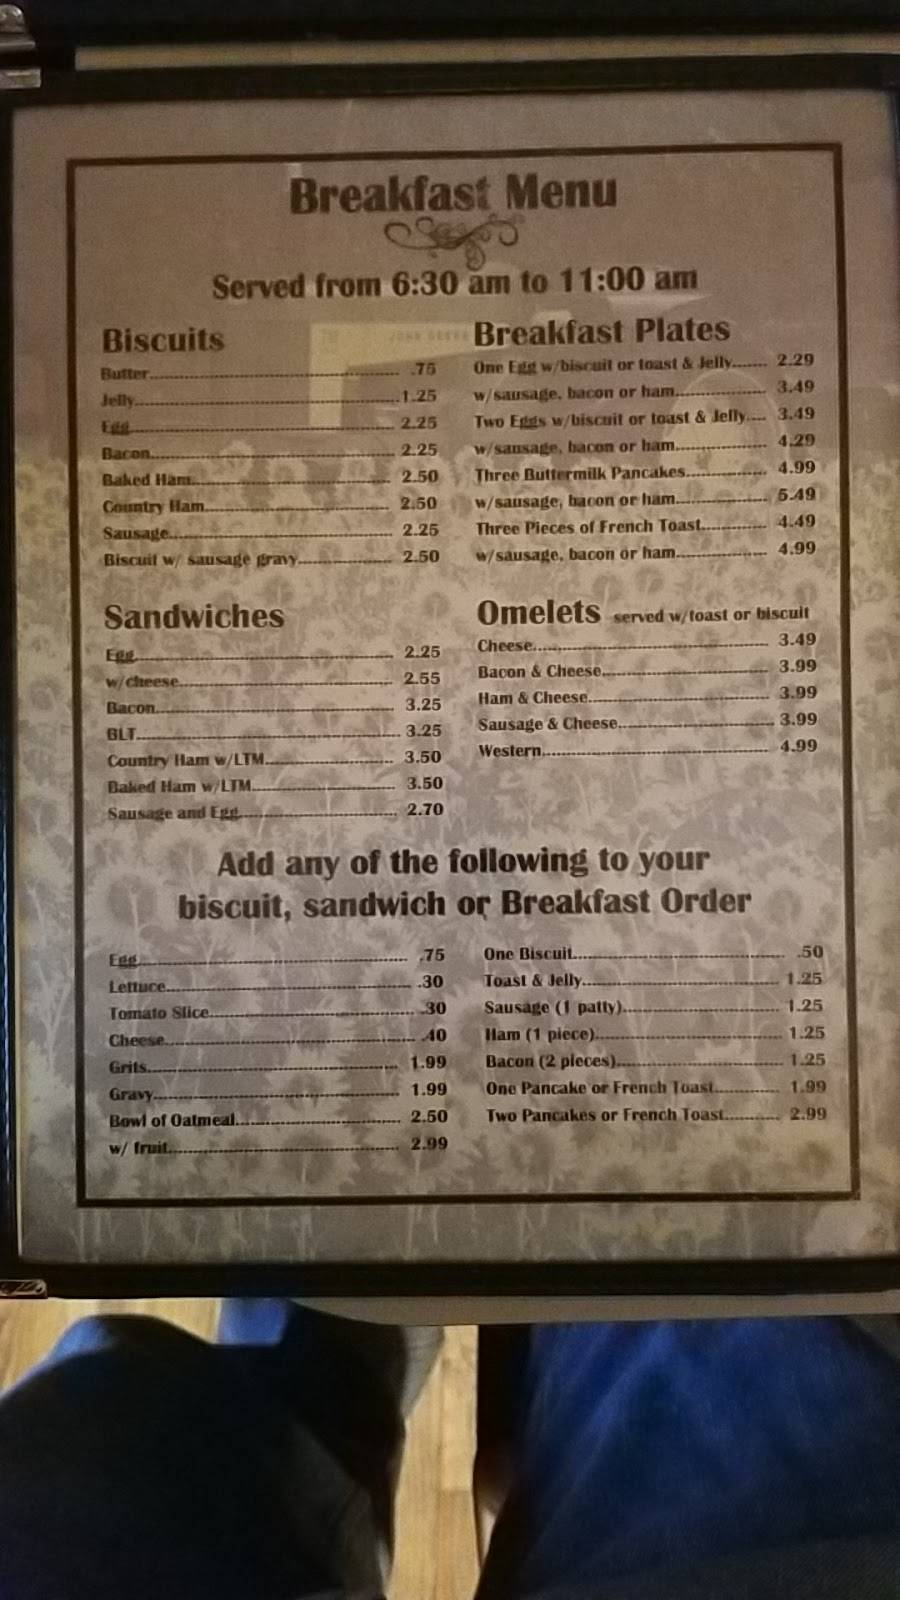 Breakfast Menu
Served from 6:30 am to 11:00 am
Biscuits
Butter .75
Jelly 1.25
Egg 2.25
Bacon 2.25
Baked Ham 2.50
Country Ham 2.50
Sausage 2.25
Biscuit w/ sausage gravy 2.50
Breakfast Plates
One Egg w/biscuit or toast & Jelly 2.29
w/sausage, bacon or ham 3.49
Two Eggs w/biscuit or toast & Jelly 3.49
w/sausage, bacon or ham 4.29
Three Buttermilk Pancakes 4.99
w/sausage, bacon or ham 5.49
Three Pieces of French Toast 4.49
w/sausage, bacon or ham 4.99
Sandwiches
Egg 2.25
w/cheese 2.55
Bacon 3.25
BLT 3.25
Country Ham w/LTM 3.50
Baked Ham w/LTM 3.50
Sausage and Egg 2.70
Omelets served w/toast or biscuit
Cheese 3.49
Bacon & Cheese 3.99
Ham & Cheese 3.99
Sausage & Cheese 3.99
Western 4.99
Add any of the following to your
biscuit, sandwich or Breakfast Order
Egg .75
Lettuce .30
Tomato Slice .30
Cheese .40
Grits 1.99
Gravy 1.99
Bowl of Oatmeal 2.50
w/ fruit 2.99
One Biscuit .50
Toast & Jelly 1.25
Sausage (1 patty) 1.25
Ham (1 piece) 1.25
Bacon (2 pieces) 1.25
One Pancake or French Toast 1.99
Two Pancakes or French Toast 2.99